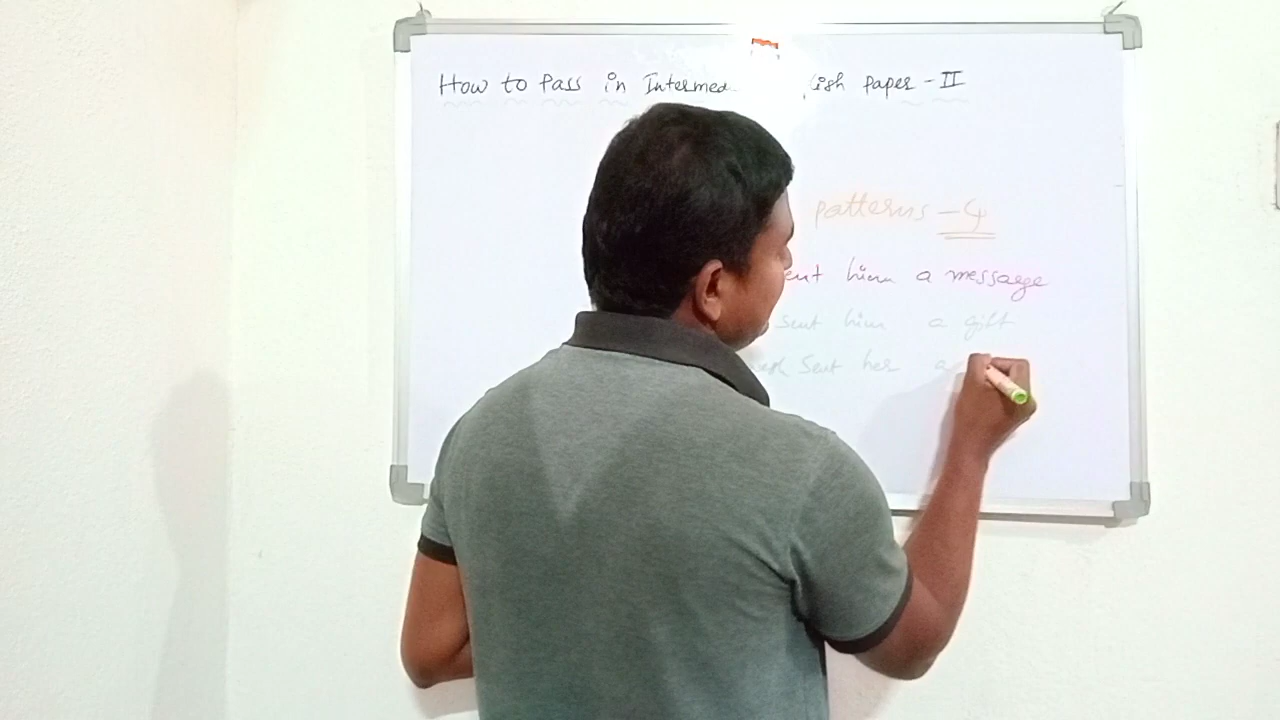 How to Pass in Intermed ish paper - II
patterns - 4
ent him a message
sent him a gift
sent her a